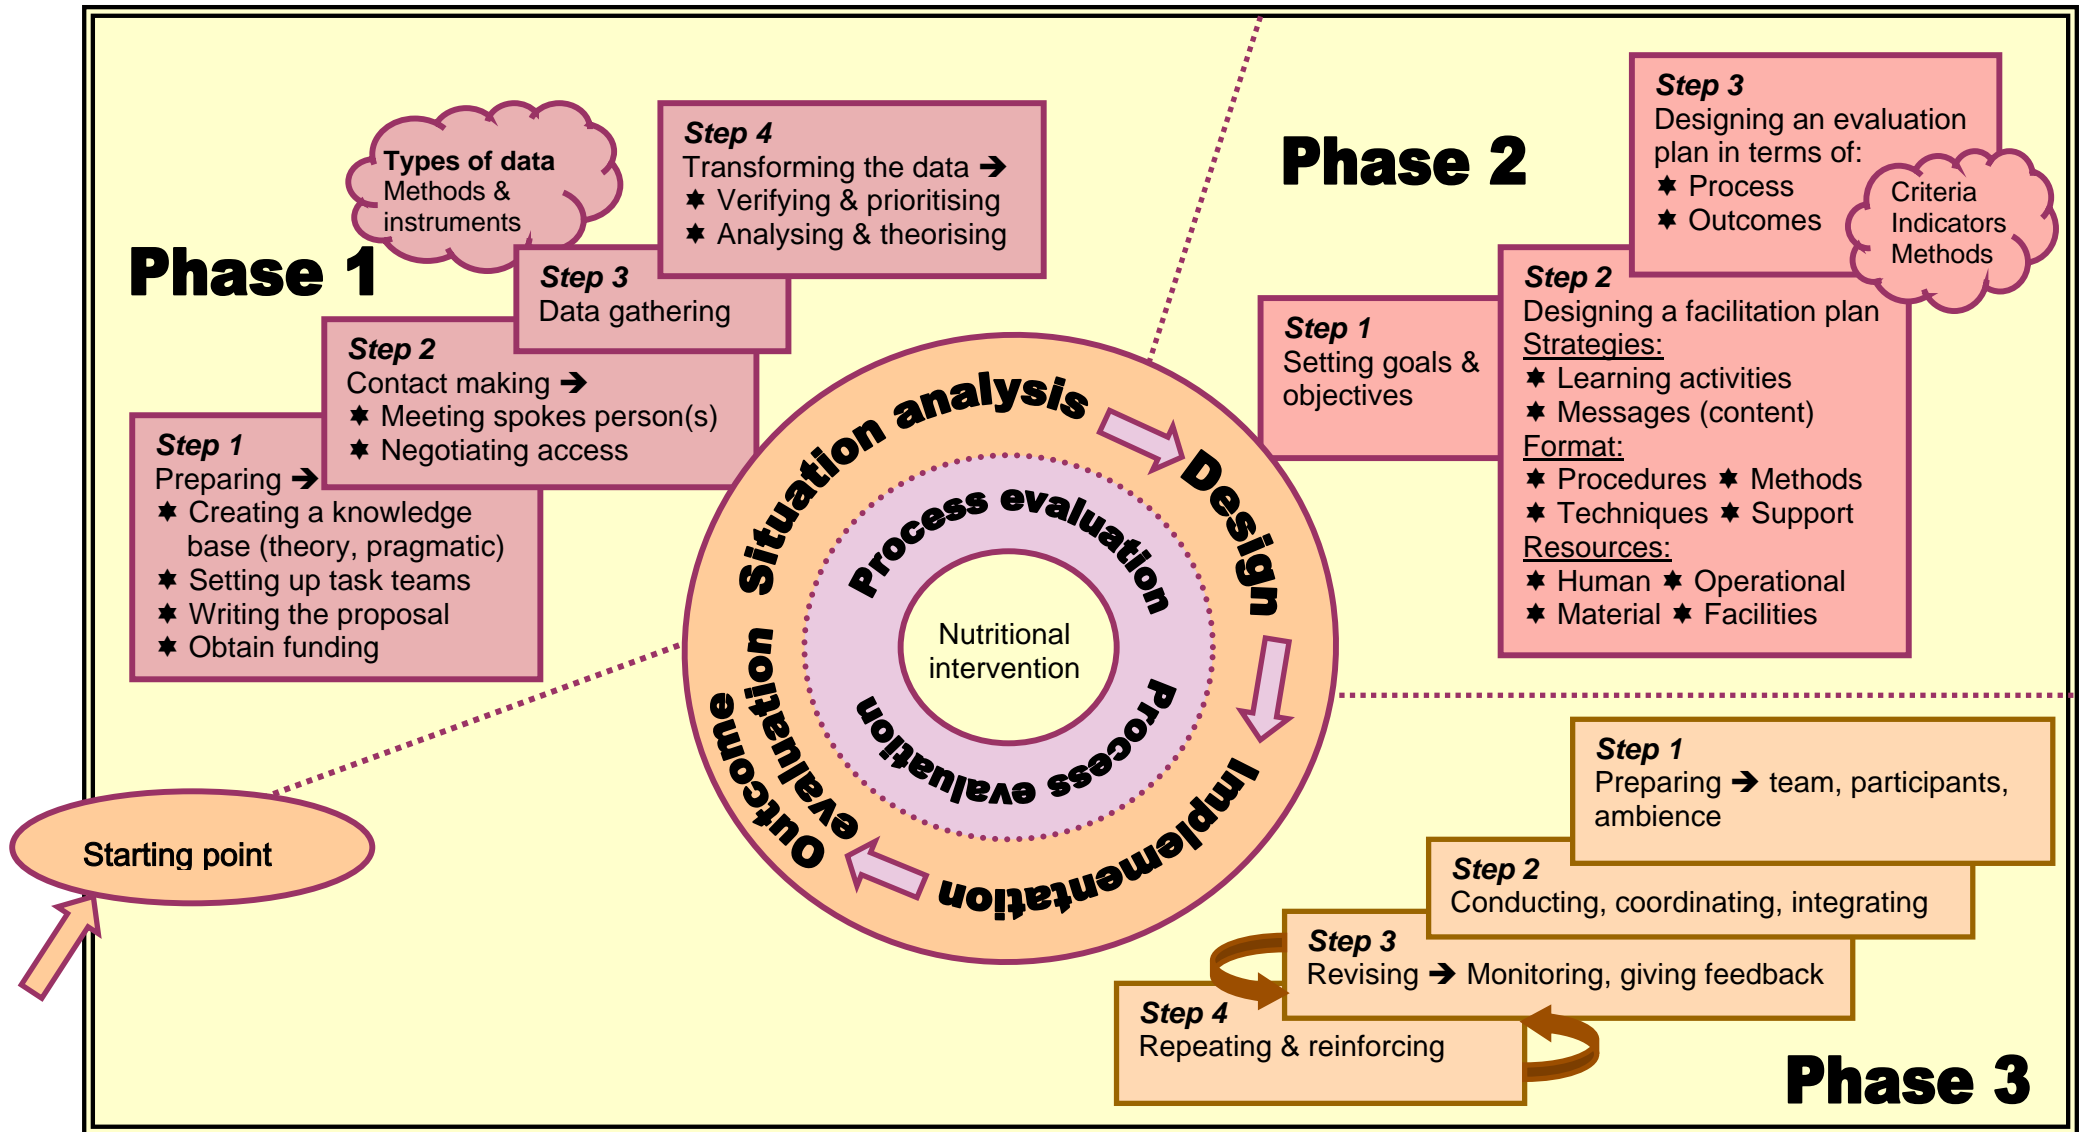 Phase 1
Step 1
Preparing ➔
✶ Creating a knowledge
base (theory, pragmatic)
✶ Setting up task teams
✶ Writing the proposal
✶ Obtain funding
Step 2
Contact making ➔
✶ Meeting spokes person(s)
✶ Negotiating access
Types of data
Methods &
instruments
Step 3
Data gathering
Step 4
Transforming the data ➔
✶ Verifying & prioritising
✶ Analysing & theorising
Phase 2
Step 1
Setting goals &
objectives
Step 2
Designing a facilitation plan
Strategies:
✶ Learning activities
✶ Messages (content)
Format:
✶ Procedures ✶ Methods
✶ Techniques ✶ Support
Resources:
✶ Human ✶ Operational
✶ Material ✶ Facilities
Step 3
Designing an evaluation
plan in terms of:
✶ Process
✶ Outcomes
Criteria
Indicators
Methods
Situation analysis
Design
Implementation
Outcome
evaluation
Process evaluation
Process evaluation
Nutritional
intervention
Starting point
Step 1
Preparing ➔ team, participants,
ambience
Step 2
Conducting, coordinating, integrating
Step 3
Revising ➔ Monitoring, giving feedback
Step 4
Repeating & reinforcing
Phase 3